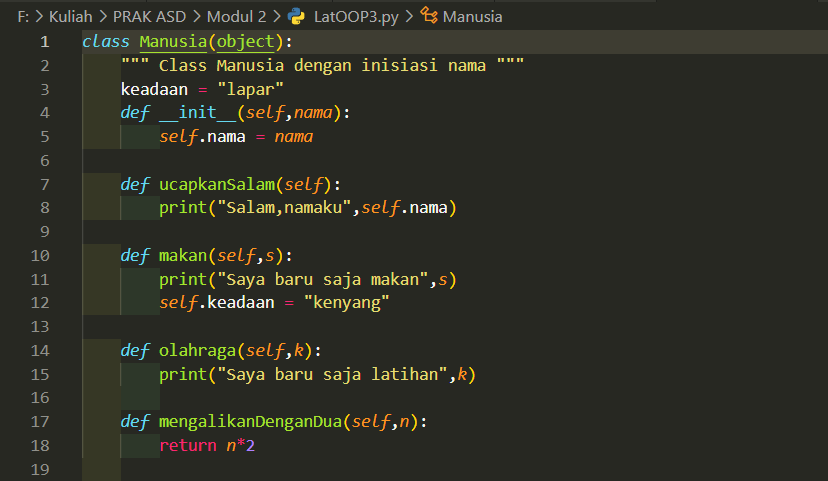 F: > Kuliah > PRAK ASD > Modul 2 > LatOOP3.py > Manusia
1 class Manusia(object):
2     """ Class Manusia dengan inisiasi nama """
3     keadaan = "lapar"
4     def __init__(self,nama):
5         self.nama = nama
6
7     def ucapkanSalam(self):
8         print("Salam,namaku",self.nama)
9
10     def makan(self,s):
11         print("Saya baru saja makan",s)
12         self.keadaan = "kenyang"
13
14     def olahraga(self,k):
15         print("Saya baru saja latihan",k)
16
17     def mengalikanDenganDua(self,n):
18         return n*2
19